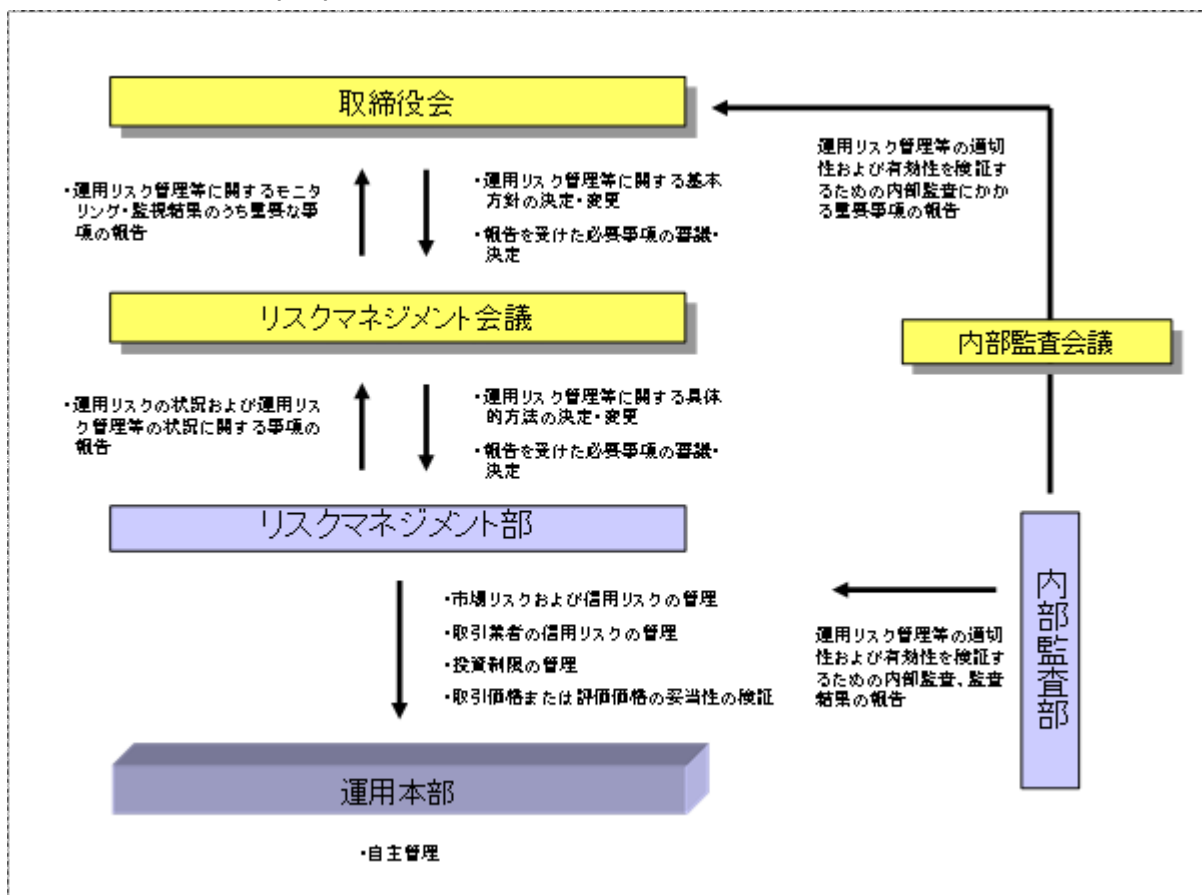 取締役会
・運用リスク管理等に関するモニ
タリング・監視結果のうち重要な事
項の報告
・運用リスク管理等に関する基本
方針の決定・変更
・報告を受けた必要事項の審議・
決定
運用リスク管理等の適切
性および有効性を検証す
るための内部監査にかか
る重要事項の報告
リスクマネジメント会議
内部監査会議
・運用リスクの状況および運用リス
ク管理等の状況に関する事項の
報告
・運用リスク管理等に関する具体
的方法の決定・変更
・報告を受けた必要事項の審議・
決定
リスクマネジメント部
内部監査部
・市場リスクおよび信用リスクの管理
・取引業者の信用リスクの管理
・投資制限の管理
・取引価格または評価価格の妥当性の検証
運用リスク管理等の適切
性および有効性を検証す
るための内部監査、監査
結果の報告
運用本部
・自主管理